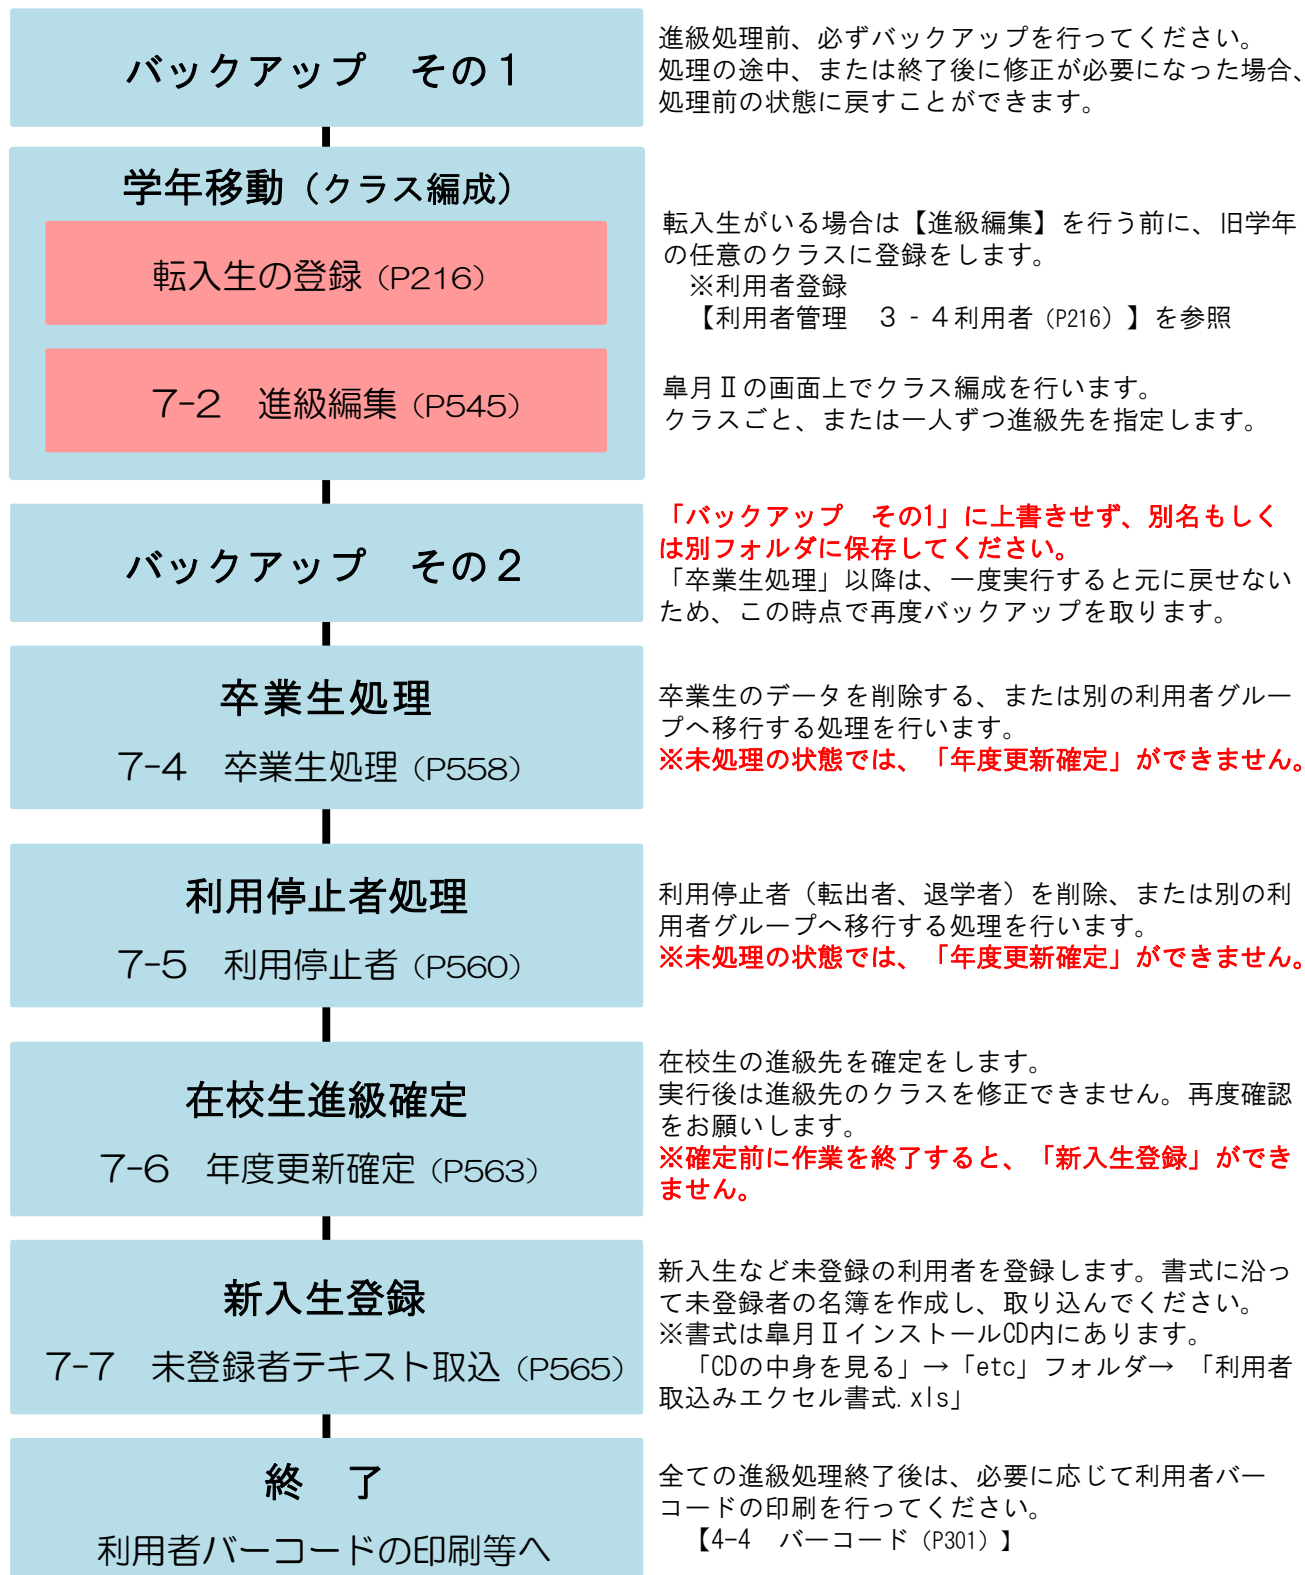 バックアップ　その１
進級処理前、必ずバックアップを行ってください。
処理の途中、または終了後に修正が必要になった場合、
処理前の状態に戻すことができます。
学年移動（クラス編成）
転入生の登録（P216）
転入生がいる場合は【進級編集】を行う前に、旧学年
の任意のクラスに登録をします。
※利用者登録
【利用者管理　３‐４利用者（P216）】を参照
7-2　進級編集（P545）
皐月Ⅱの画面上でクラス編成を行います。
クラスごと、または一人ずつ進級先を指定します。
バックアップ　その２
「バックアップ　その1」に上書きせず、別名もしく
は別フォルダに保存してください。
「卒業生処理」以降は、一度実行すると元に戻せない
ため、この時点で再度バックアップを取ります。
卒業生処理
7-4　卒業生処理（P558）
卒業生のデータを削除する、または別の利用者グルー
プへ移行する処理を行います。
※未処理の状態では、「年度更新確定」ができません。
利用停止者処理
7-5　利用停止者（P560）
利用停止者（転出者、退学者）を削除、または別の利
用者グループへ移行する処理を行います。
※未処理の状態では、「年度更新確定」ができません。
在校生進級確定
7-6　年度更新確定（P563）
在校生の進級先を確定をします。
実行後は進級先のクラスを修正できません。再度確認
をお願いします。
※確定前に作業を終了すると、「新入生登録」ができ
ません。
新入生登録
7-7　未登録者テキスト取込（P565）
新入生など未登録の利用者を登録します。書式に沿っ
て未登録者の名簿を作成し、取り込んでください。
※書式は皐月ⅡインストールCD内にあります。
「CDの中身を見る」→「etc」フォルダ→ 「利用者
取込みエクセル書式.xls」
終　了
利用者バーコードの印刷等へ
全ての進級処理終了後は、必要に応じて利用者バー
コードの印刷を行ってください。
【4-4　バーコード（P301）】